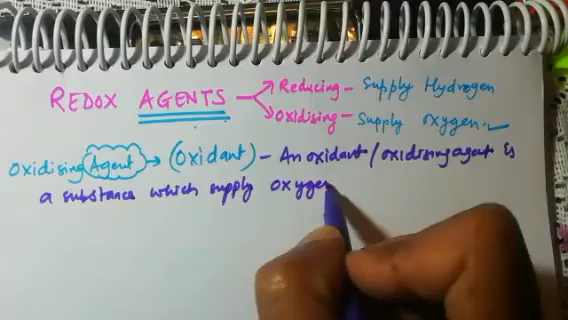 REDOX AGENTS → Reducing - Supply Hydrogen
→ Oxidising - Supply oxygen.
Oxidising Agent → (Oxidant) - An oxidant / oxidising agent is
a substance which supply oxygen